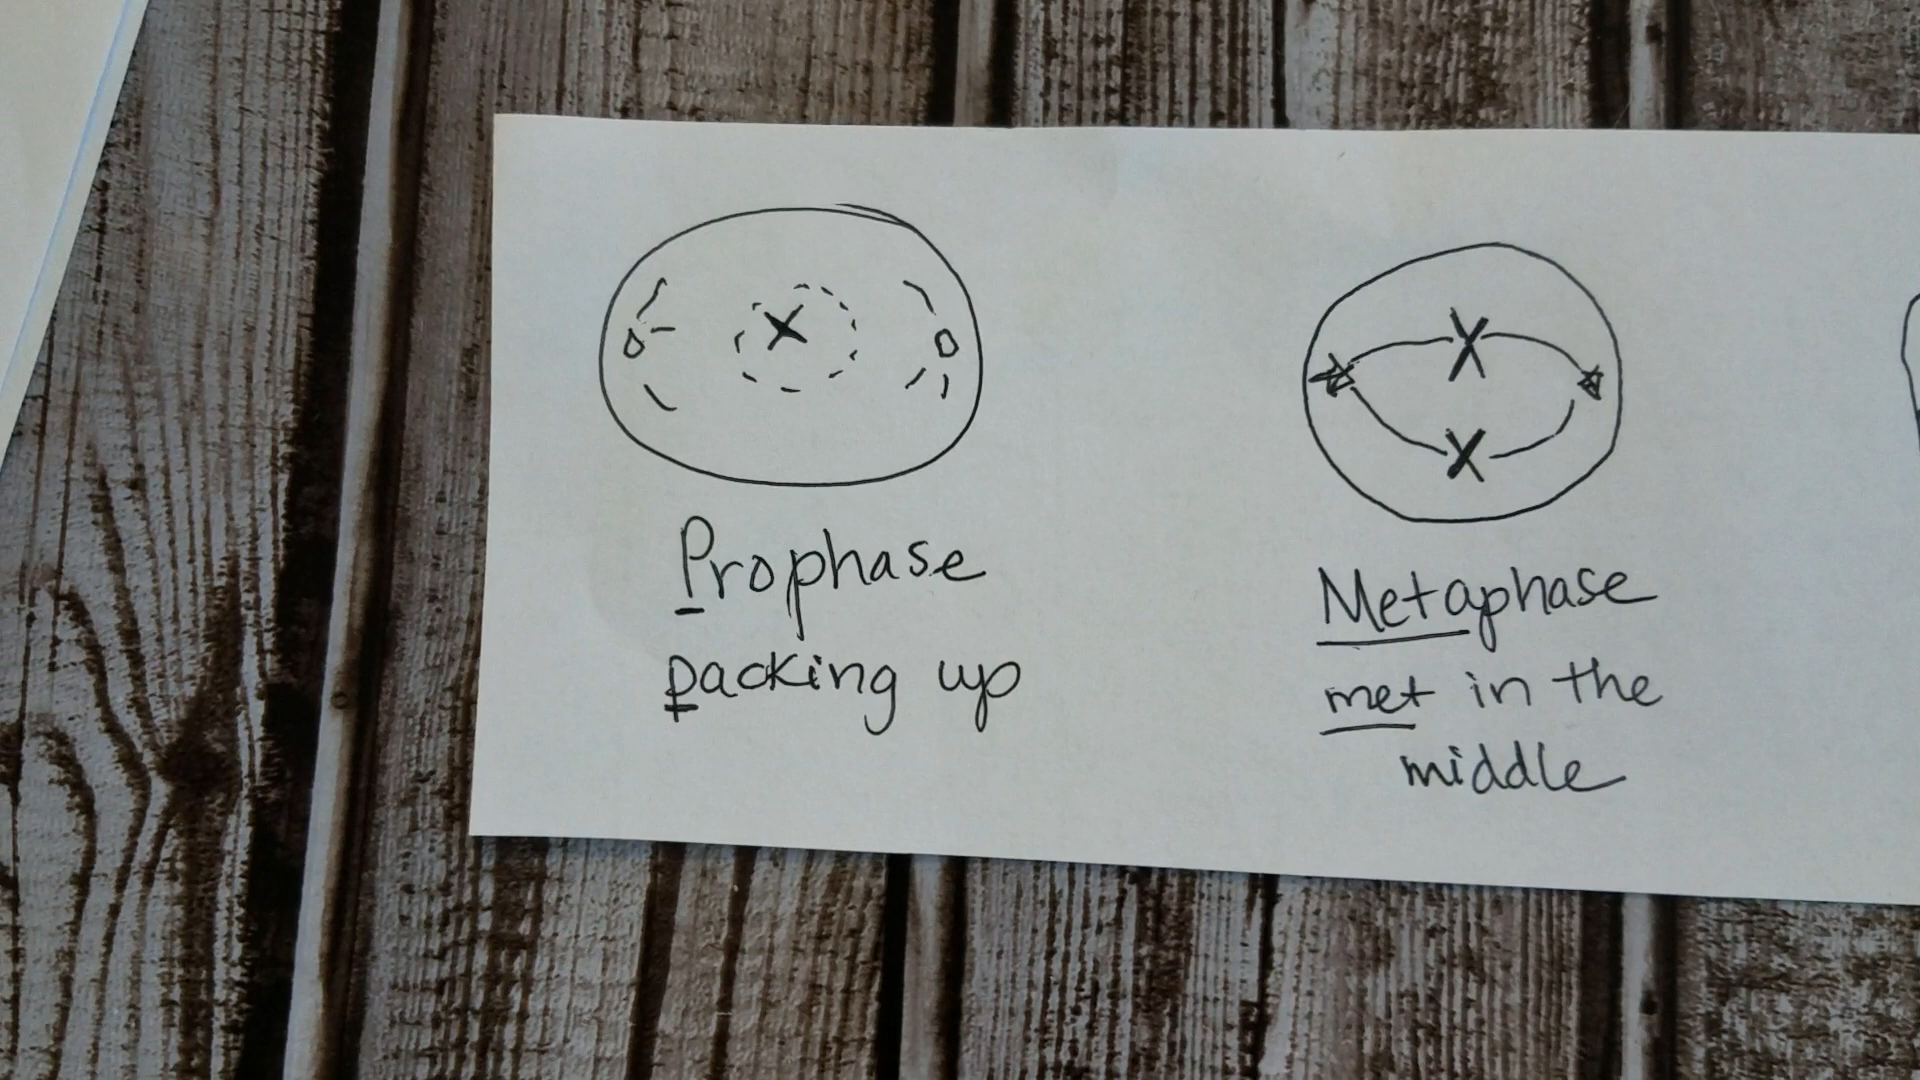 Prophase
packing up
Metaphase
met in the
middle